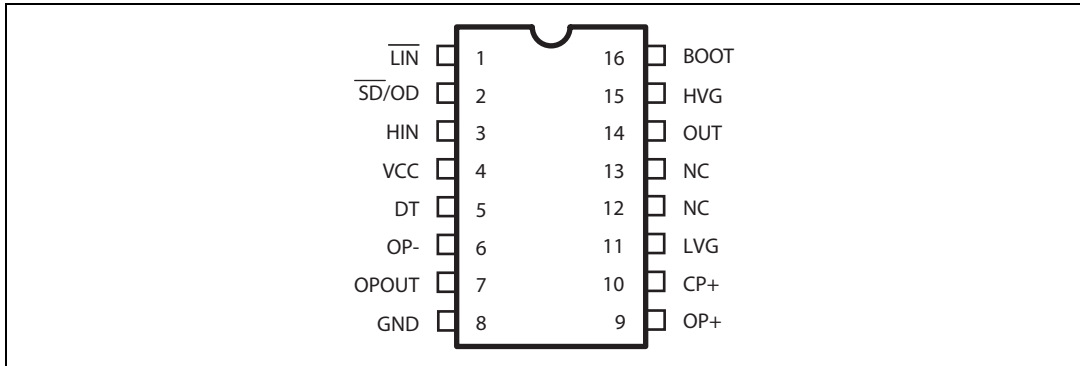 LIN 1 16 BOOT
SD/OD 2 15 HVG
HIN 3 14 OUT
VCC 4 13 NC
DT 5 12 NC
OP- 6 11 LVG
OPOUT 7 10 CP+
GND 8 9 OP+